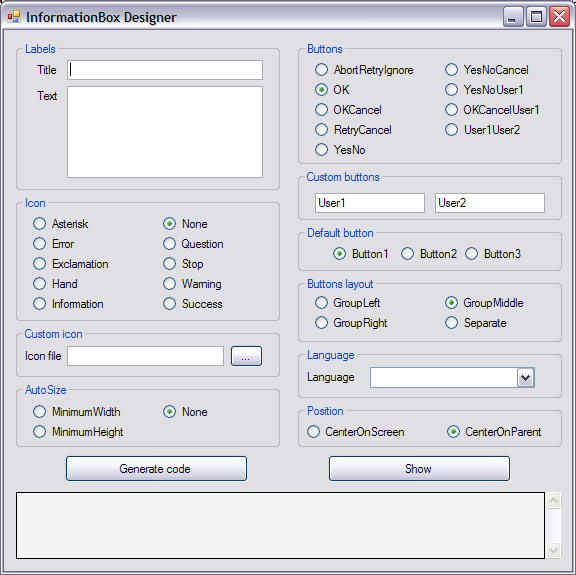 InformationBox Designer
Labels
Title
Text
Icon
Asterisk None
Error Question
Exclamation Stop
Hand Warning
Information Success
Custom icon
Icon file ...
AutoSize
MinimumWidth None
MinimumHeight
Generate code
Buttons
AbortRetryIgnore YesNoCancel
OK YesNoUser1
OKCancel OKCancelUser1
RetryCancel User1User2
YesNo
Custom buttons
User1 User2
Default button
Button1 Button2 Button3
Buttons layout
GroupLeft GroupMiddle
GroupRight Separate
Language
Language
Position
CenterOnScreen CenterOnParent
Show